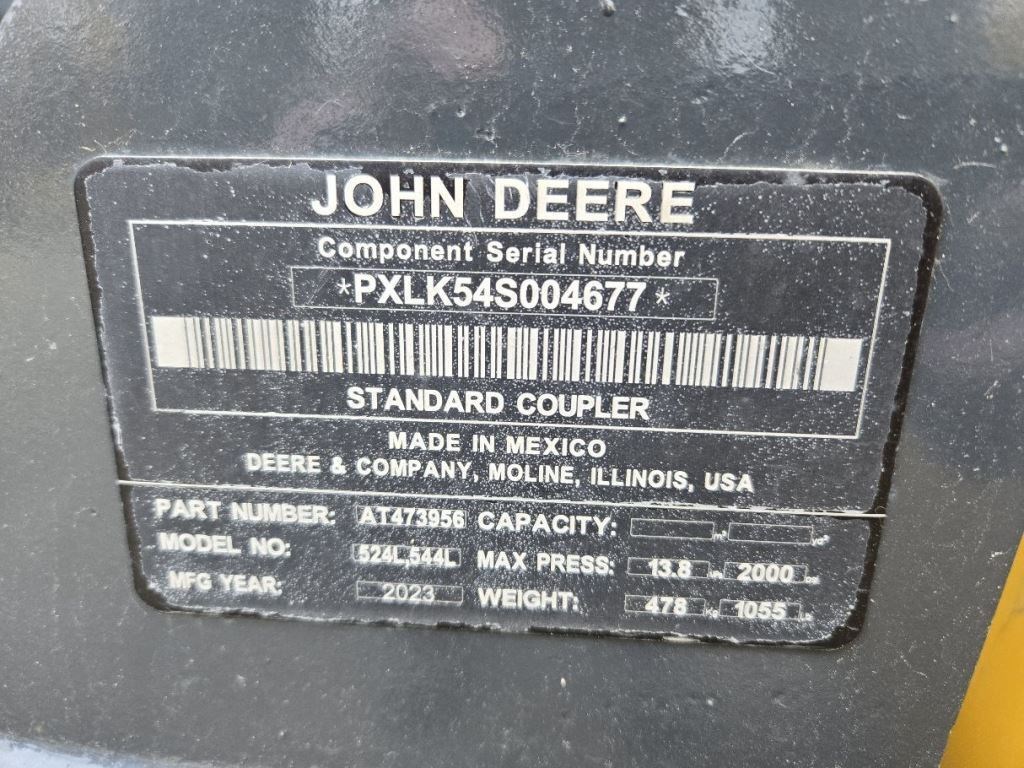 JOHN DEERE
Component Serial Number
*PXLK54S004677*
STANDARD COUPLER
MADE IN MEXICO
DEERE & COMPANY, MOLINE, ILLINOIS, USA
PART NUMBER: AT473956 CAPACITY:
MODEL NO: 524L,544L MAX PRESS: 13.8 2000
MFG YEAR: 2023 WEIGHT: 478 1055